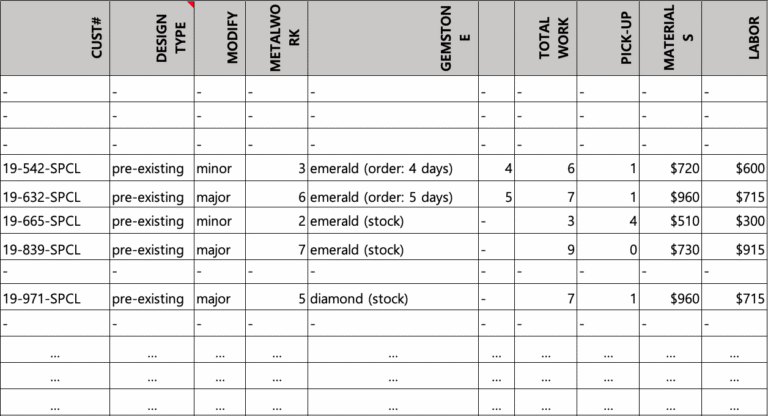 CUST# DESIGN TYPE MODIFY METALWORK GEMSTONE TOTAL WORK PICK-UP MATERIALS LABOR
- - - - - - - - - -
- - - - - - - - - -
- - - - - - - - - -
19-542-SPCL pre-existing minor 3 emerald (order: 4 days) 4 6 1 $720 $600
19-632-SPCL pre-existing major 6 emerald (order: 5 days) 5 7 1 $960 $715
19-665-SPCL pre-existing minor 2 emerald (stock) - 3 4 $510 $300
19-839-SPCL pre-existing major 7 emerald (stock) - 9 0 $730 $915
- - - - - - - - - -
19-971-SPCL pre-existing major 5 diamond (stock) - 7 1 $960 $715
- - - - - - - - - -
... ... ... ... ... ... ... ... ... ...
... ... ... ... ... ... ... ... ... ...
... ... ... ... ... ... ... ... ... ...